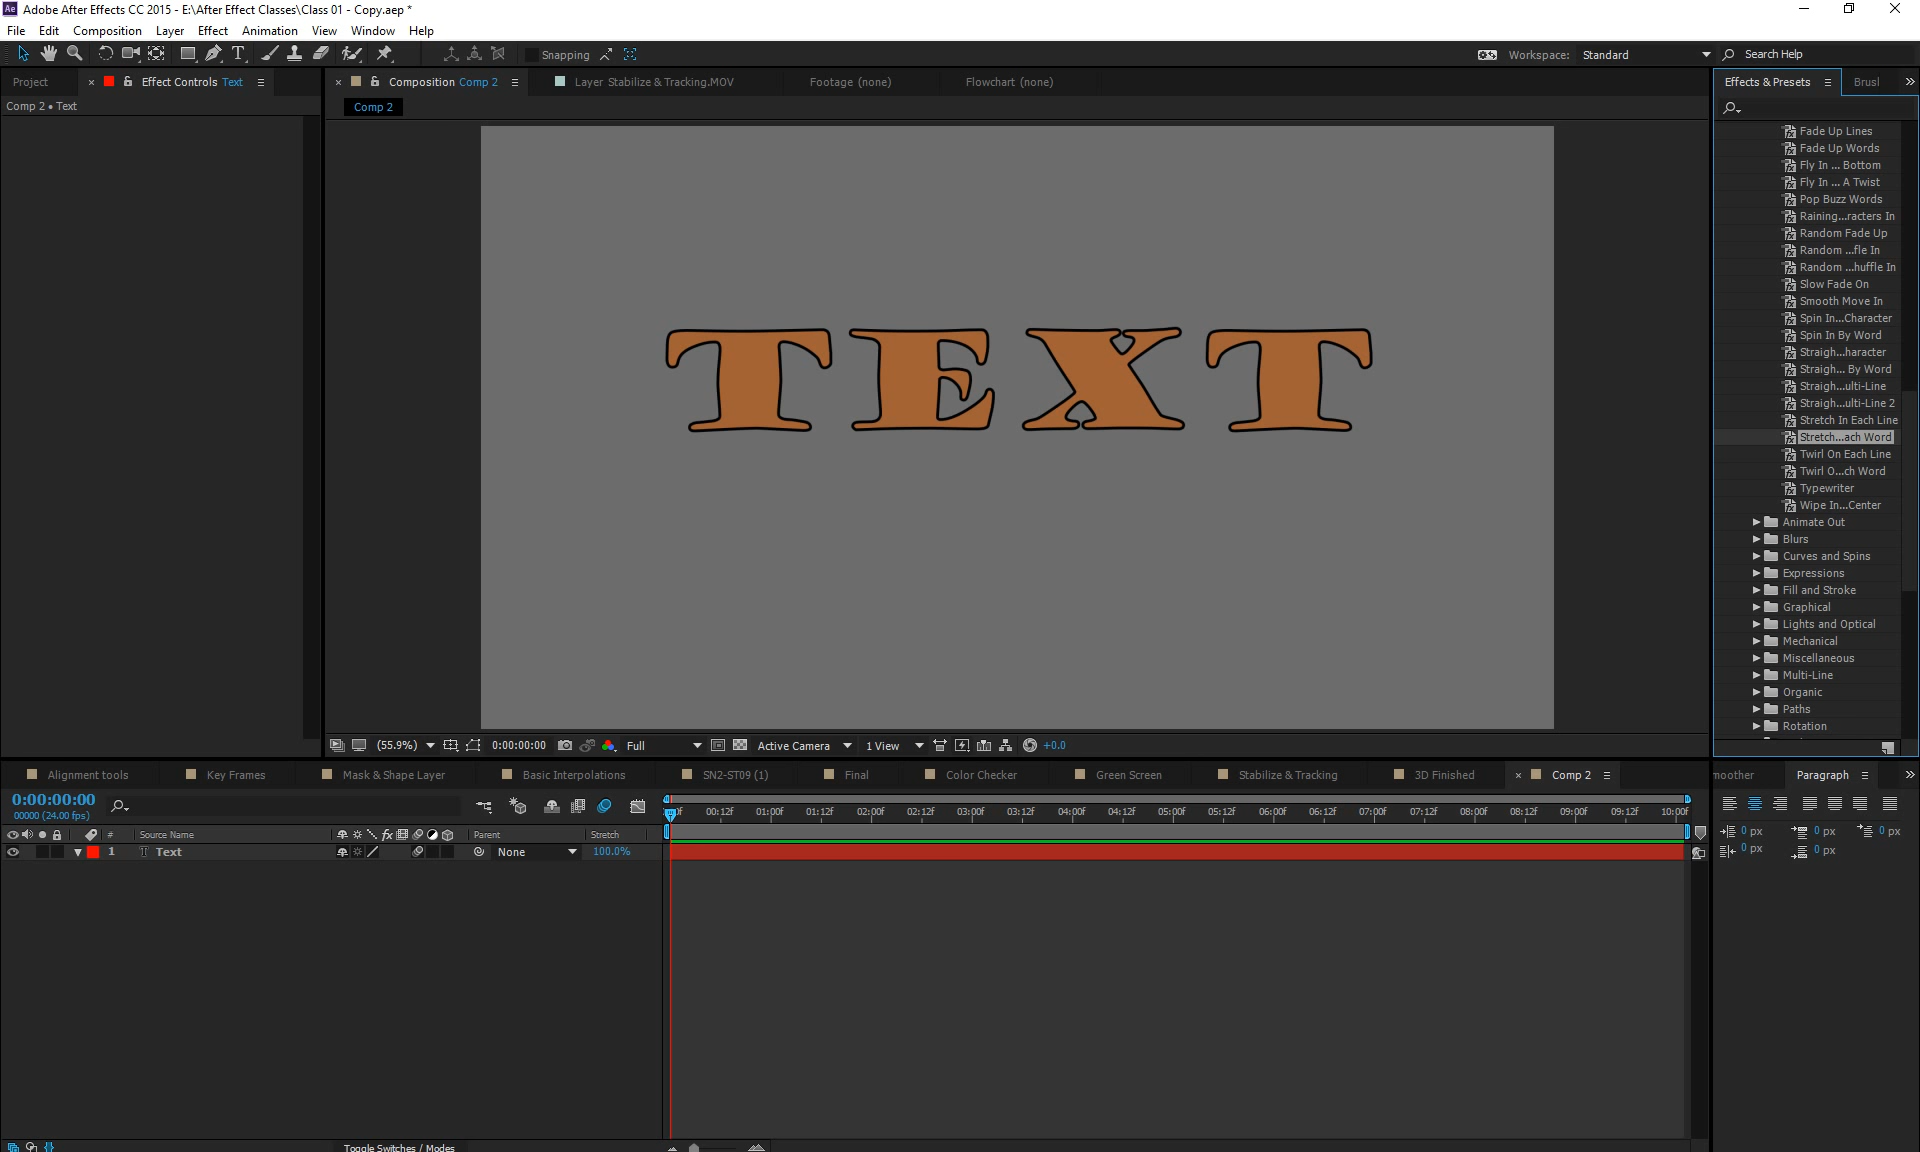 Adobe After Effects CC 2015 - E:\After Effect Classes\Class 01 - Copy.aep *
File Edit Composition Layer Effect Animation View Window Help
Snapping
Workspace: Standard
Search Help
Project
Effect Controls Text
Comp 2 • Text
Composition Comp 2
Layer Stabilize & Tracking.MOV
Footage (none)
Flowchart (none)
Comp 2
TEXT
(55.9%) 0:00:00:00 Full Active Camera 1 View +0.0
Effects & Presets
Brusl
Fade Up Lines
Fade Up Words
Fly In ... Bottom
Fly In ... A Twist
Pop Buzz Words
Raining...racters In
Random Fade Up
Random ...fle In
Random ...huffle In
Slow Fade On
Smooth Move In
Spin In...Character
Spin In By Word
Straigh...haracter
Straigh... By Word
Straigh...ulti-Line
Straigh...ulti-Line 2
Stretch In Each Line
Stretch...ach Word
Twirl On Each Line
Twirl O...ch Word
Typewriter
Wipe In...Center
Animate Out
Blurs
Curves and Spins
Expressions
Fill and Stroke
Graphical
Lights and Optical
Mechanical
Miscellaneous
Multi-Line
Organic
Paths
Rotation
Alignment tools
Key Frames
Mask & Shape Layer
Basic Interpolations
SN2-ST09 (1)
Final
Color Checker
Green Screen
Stabilize & Tracking
3D Finished
Comp 2
0:00:00:00
00000 (24.00 fps)
00:12f 01:00f 01:12f 02:00f 02:12f 03:00f 03:12f 04:00f 04:12f 05:00f 05:12f 06:00f 06:12f 07:00f 07:12f 08:00f 08:12f 09:00f 09:12f 10:00f
# Source Name Parent Stretch
1 Text None 100.0%
Toggle Switches / Modes
moother
Paragraph
0 px 0 px 0 px
0 px 0 px